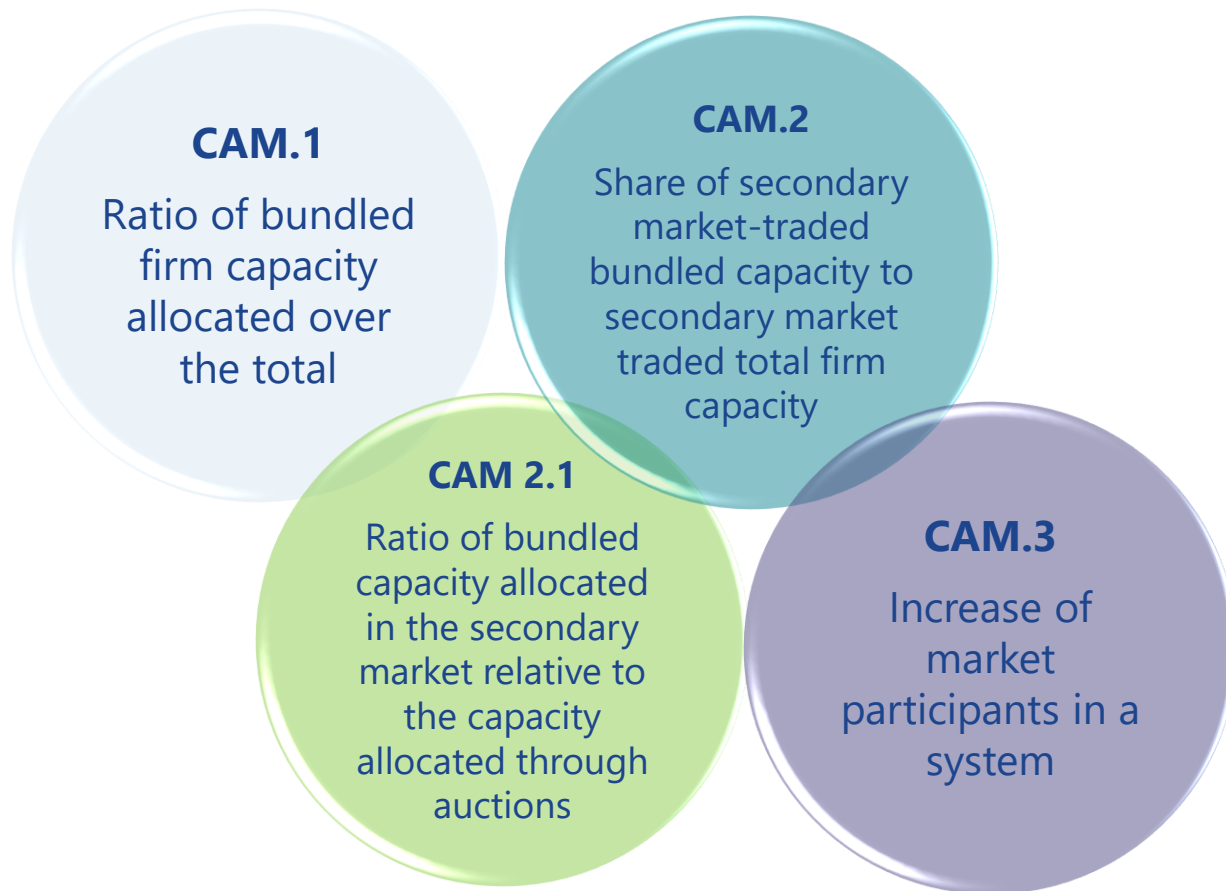 CAM.1
Ratio of bundled
firm capacity
allocated over
the total
CAM.2
Share of secondary
market-traded
bundled capacity to
secondary market
traded total firm
capacity
CAM 2.1
Ratio of bundled
capacity allocated
in the secondary
market relative to
the capacity
allocated through
auctions
CAM.3
Increase of
market
participants in a
system